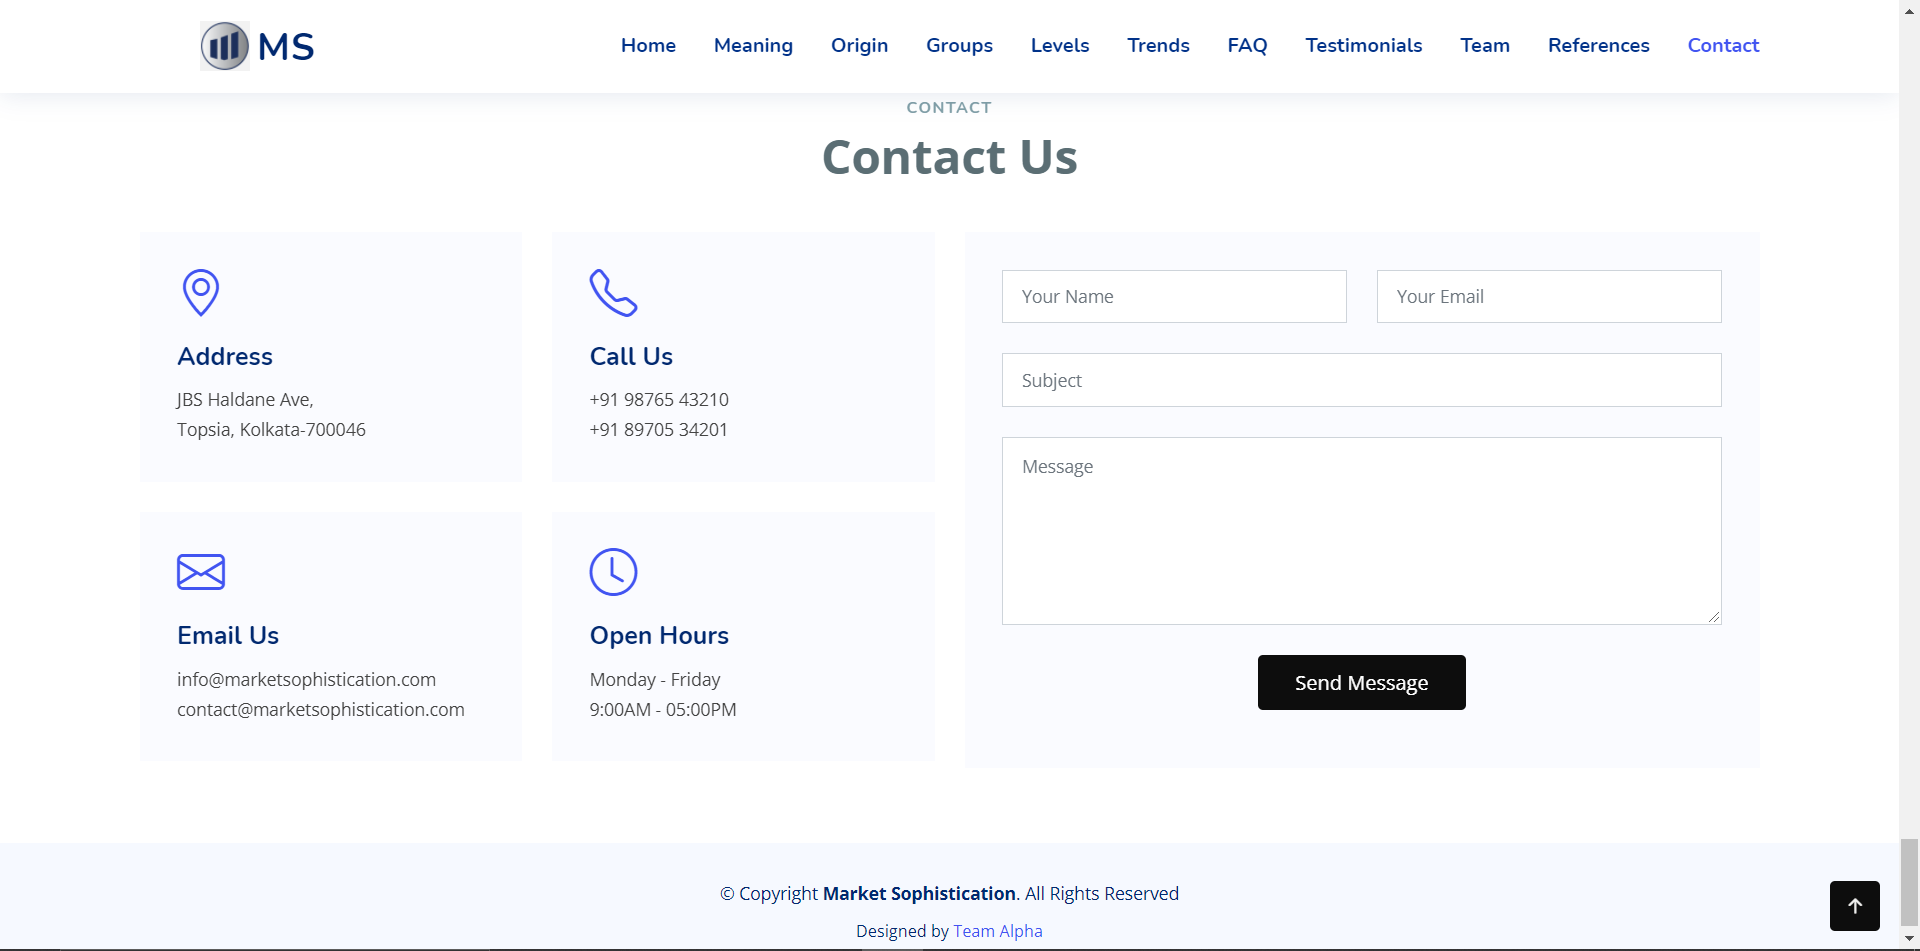 MS
Home Meaning Origin Groups Levels Trends FAQ Testimonials Team References Contact
CONTACT
Contact Us
Address
JBS Haldane Ave,
Topsia, Kolkata-700046
Call Us
+91 98765 43210
+91 89705 34201
Email Us
info@marketsophistication.com
contact@marketsophistication.com
Open Hours
Monday - Friday
9:00AM - 05:00PM
Your Name
Your Email
Subject
Message
Send Message
© Copyright Market Sophistication. All Rights Reserved
Designed by Team Alpha